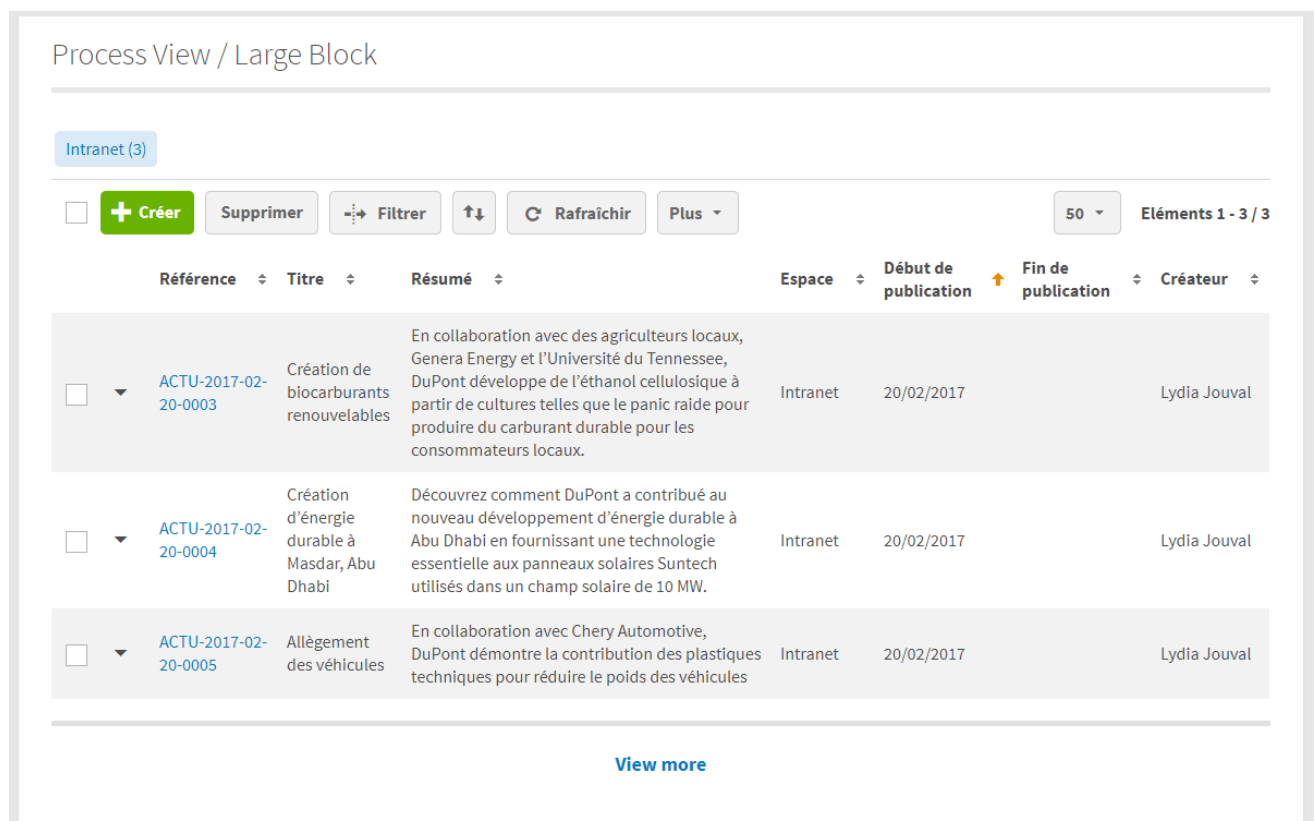 Process View / Large Block
Intranet (3)
Créer Supprimer Filtrer Rafraîchir Plus 50 Eléments 1 - 3 / 3
Référence Titre Résumé Espace Début de publication Fin de publication Créateur
ACTU-2017-02-
20-0003
Création de
biocarburants
renouvelables
En collaboration avec des agriculteurs locaux,
Genera Energy et l’Université du Tennessee,
DuPont développe de l’éthanol cellulosique à
partir de cultures telles que le panic raide pour
produire du carburant durable pour les
consommateurs locaux.
Intranet
20/02/2017
Lydia Jouval
ACTU-2017-02-
20-0004
Création
d’énergie
durable à
Masdar, Abu
Dhabi
Découvrez comment DuPont a contribué au
nouveau développement d’énergie durable à
Abu Dhabi en fournissant une technologie
essentielle aux panneaux solaires Suntech
utilisés dans un champ solaire de 10 MW.
Intranet
20/02/2017
Lydia Jouval
ACTU-2017-02-
20-0005
Allègement
des véhicules
En collaboration avec Chery Automotive,
DuPont démontre la contribution des plastiques
techniques pour réduire le poids des véhicules
Intranet
20/02/2017
Lydia Jouval
View more